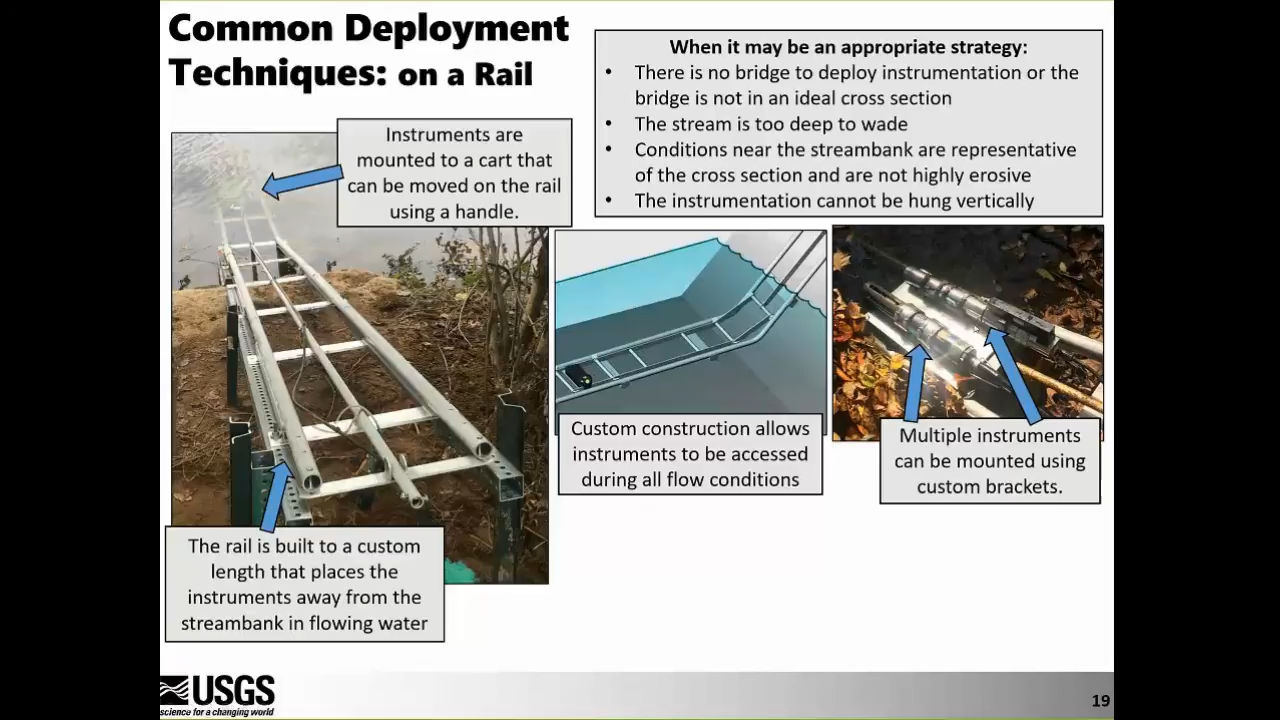 Common Deployment
Techniques: on a Rail
When it may be an appropriate strategy:
• There is no bridge to deploy instrumentation or the
bridge is not in an ideal cross section
• The stream is too deep to wade
• Conditions near the streambank are representative
of the cross section and are not highly erosive
• The instrumentation cannot be hung vertically
Instruments are
mounted to a cart that
can be moved on the rail
using a handle.
Custom construction allows
instruments to be accessed
during all flow conditions
Multiple instruments
can be mounted using
custom brackets.
The rail is built to a custom
length that places the
instruments away from the
streambank in flowing water
USGS
science for a changing world
19